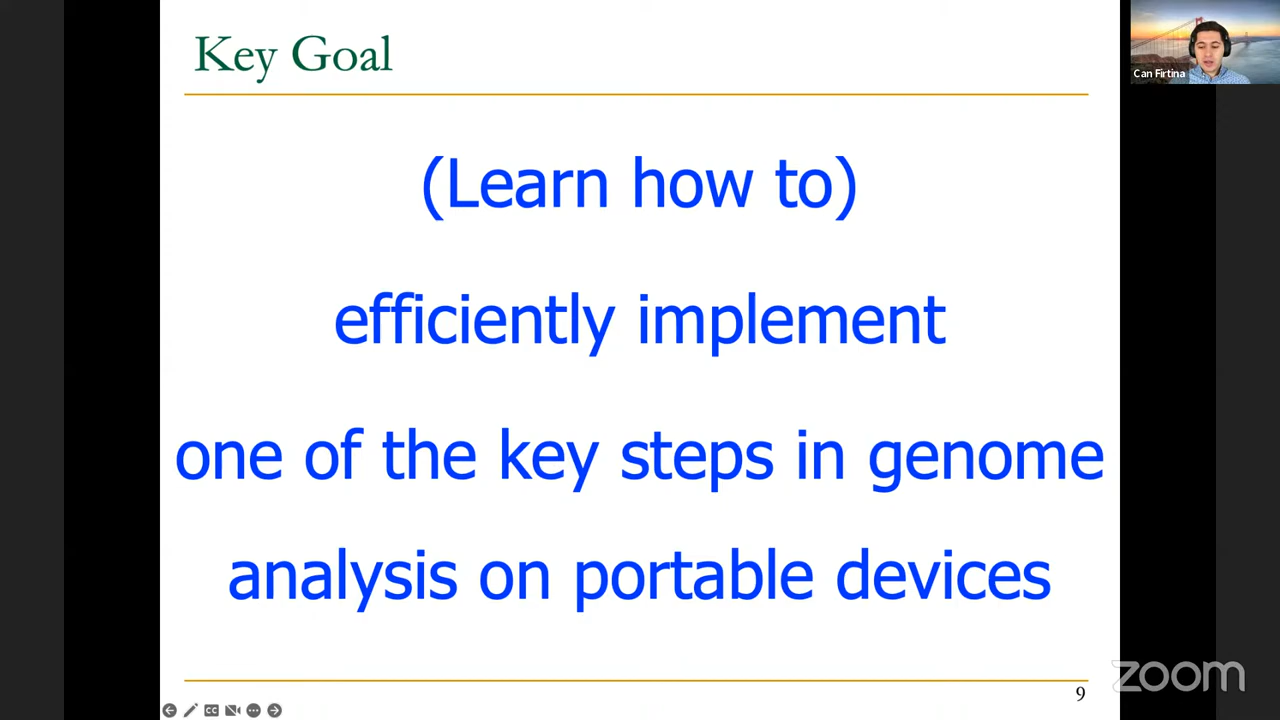 Key Goal
Can Firtina
(Learn how to)
efficiently implement
one of the key steps in genome
analysis on portable devices
zoom
9
CC